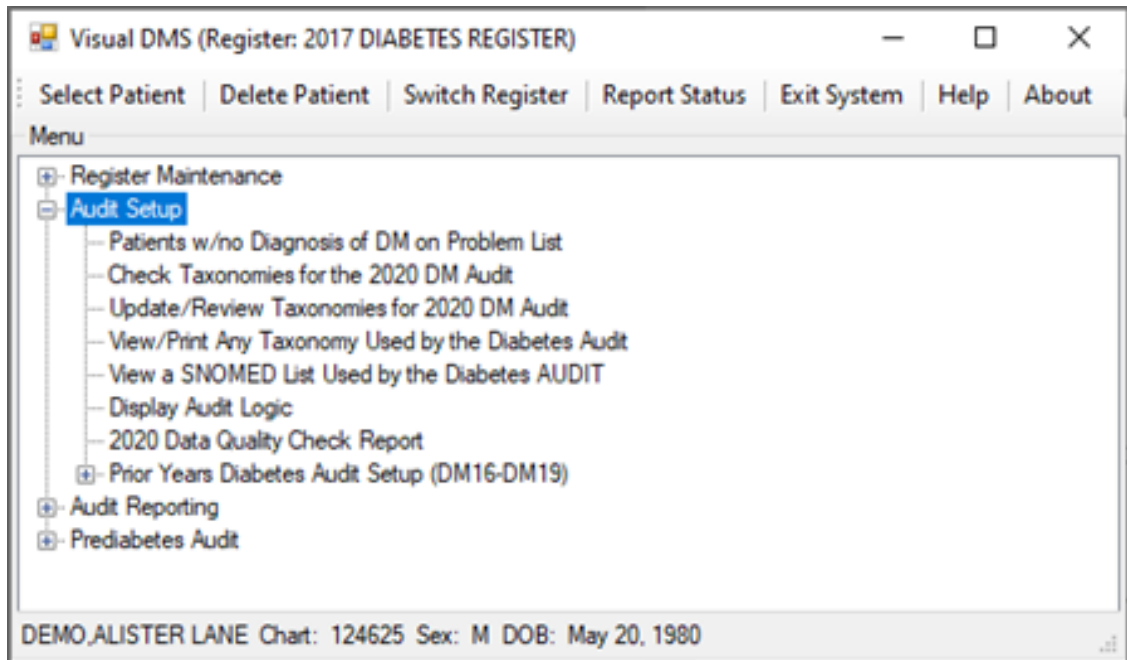 Visual DMS (Register: 2017 DIABETES REGISTER)
Select Patient Delete Patient Switch Register Report Status Exit System Help About
Menu
Register Maintenance
Audit Setup
Patients w/no Diagnosis of DM on Problem List
Check Taxonomies for the 2020 DM Audit
Update/Review Taxonomies for 2020 DM Audit
View/Print Any Taxonomy Used by the Diabetes Audit
View a SNOMED List Used by the Diabetes AUDIT
Display Audit Logic
2020 Data Quality Check Report
Prior Years Diabetes Audit Setup (DM16-DM19)
Audit Reporting
Prediabetes Audit
DEMO,ALISTER LANE Chart: 124625 Sex: M DOB: May 20, 1980